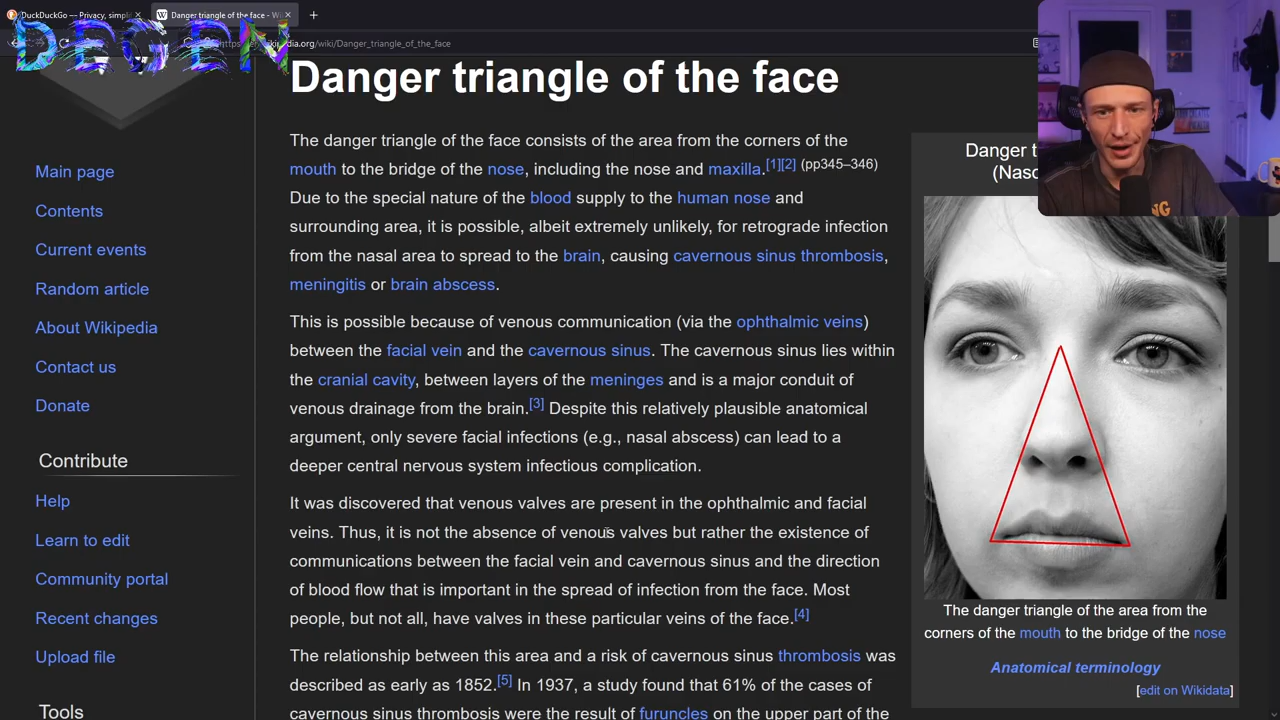 DuckDuckGo — Privacy, simpli
Danger triangle of the face - Wi
DEGEN
ipedia.org/wiki/Danger_triangle_of_the_face
Danger triangle of the face
Main page
Contents
Current events
Random article
About Wikipedia
Contact us
Donate
Contribute
Help
Learn to edit
Community portal
Recent changes
Upload file
Tools
The danger triangle of the face consists of the area from the corners of the
mouth to the bridge of the nose, including the nose and maxilla.[1][2] (pp345–346)
Due to the special nature of the blood supply to the human nose and
surrounding area, it is possible, albeit extremely unlikely, for retrograde infection
from the nasal area to spread to the brain, causing cavernous sinus thrombosis,
meningitis or brain abscess.
This is possible because of venous communication (via the ophthalmic veins)
between the facial vein and the cavernous sinus. The cavernous sinus lies within
the cranial cavity, between layers of the meninges and is a major conduit of
venous drainage from the brain.[3] Despite this relatively plausible anatomical
argument, only severe facial infections (e.g., nasal abscess) can lead to a
deeper central nervous system infectious complication.
It was discovered that venous valves are present in the ophthalmic and facial
veins. Thus, it is not the absence of venous valves but rather the existence of
communications between the facial vein and cavernous sinus and the direction
of blood flow that is important in the spread of infection from the face. Most
people, but not all, have valves in these particular veins of the face.[4]
The relationship between this area and a risk of cavernous sinus thrombosis was
described as early as 1852.[5] In 1937, a study found that 61% of the cases of
cavernous sinus thrombosis were the result of furuncles on the upper part of the
Danger t
(Nasc
NG
The danger triangle of the area from the
corners of the mouth to the bridge of the nose
Anatomical terminology
[edit on Wikidata]